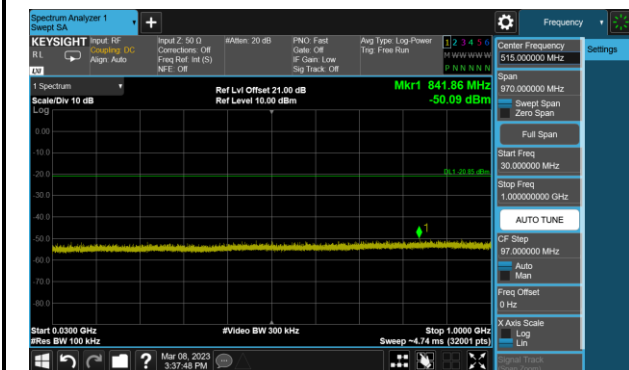 Spectrum Analyzer 1
Swept SA
+
Frequency
KEYSIGHT
Input: RF
Coupling: DC
Align: Auto
RL
Input Z: 50 Ω
Corrections: Off
Freq Ref: Int (S)
NFE: Off
#Atten: 20 dB
PNO: Fast
Gate: Off
IF Gain: Low
Sig Track: Off
Avg Type: Log-Power
Trig: Free Run
1 2 3 4 5 6
M W W W W W
P N N N N N
1 Spectrum
Scale/Div 10 dB
Log
Ref Lvl Offset 21.00 dB
Ref Level 10.00 dBm
Mkr1 841.86 MHz
-50.09 dBm
0.00
-10.0
-20.0
-30.0
-40.0
-50.0
-60.0
-70.0
-80.0
DL1 -20.85 dBm
1
Start 0.0300 GHz
#Res BW 100 kHz
#Video BW 300 kHz
Stop 1.0000 GHz
Sweep ~4.74 ms (32001 pts)
Center Frequency
515.000000 MHz
Settings
Span
970.000000 MHz
Swept Span
Zero Span
Full Span
Start Freq
30.000000 MHz
Stop Freq
1.000000000 GHz
AUTO TUNE
CF Step
97.000000 MHz
Auto
Man
Freq Offset
0 Hz
X Axis Scale
Log
Lin
Signal Track
?
Mar 08, 2023
3:37:48 PM